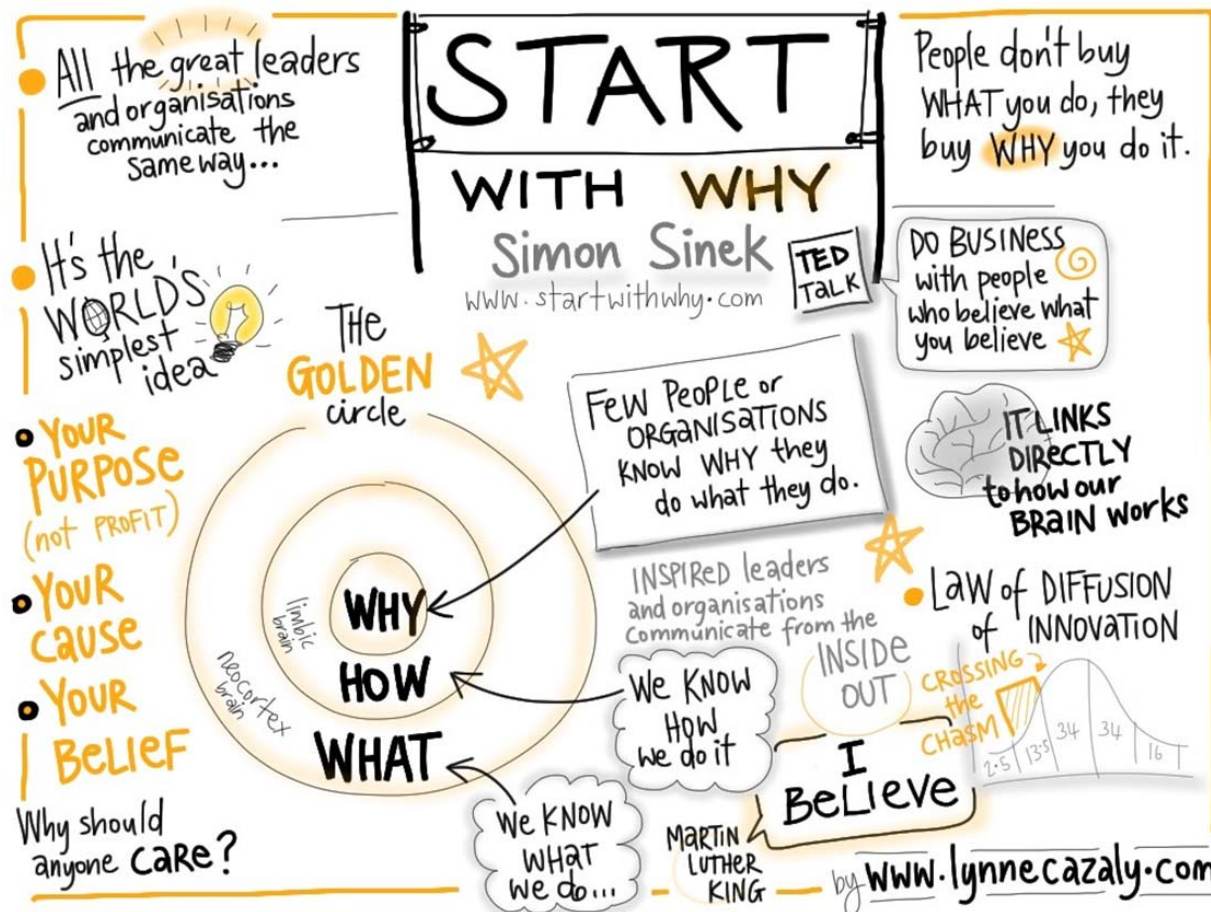 START
WITH WHY
Simon Sinek
www.startwithwhy.com
TED
TALK
All the great leaders
and organisations
communicate the
same way...
It's the
WORLD'S
simplest
idea
YOUR
PURPOSE
(not PROFIT)
YOUR
cause
YOUR
BeLieF
Why should
anyone CARE?
THe
GOLDEN
circle
WHY
HOW
WHAT
limbic
brain
neocortex
brain
Few PeoPLe or
ORGANISaTIONS
KNOW WHY they
do what they do.
INSPIReD leaders
and organisations
communicate from the
INSIDe
OUT
We KNOW
HOW
we do it
We KNOW
WHaT
we do...
I
BeLieve
MaRTIN
LUTHER
KING
People don't buy
WHAT you do, they
buy WHY you do it.
DO BUSINeSS
with people
who believe what
you believe
IT LINKS
DIRecTLY
to how our
BRaIN works
Law of DIFFUSION
of INNOVaTION
CROSSING
the
CHaSM
2.5 13.5 34 34 16
by www.lynnecazaly.com